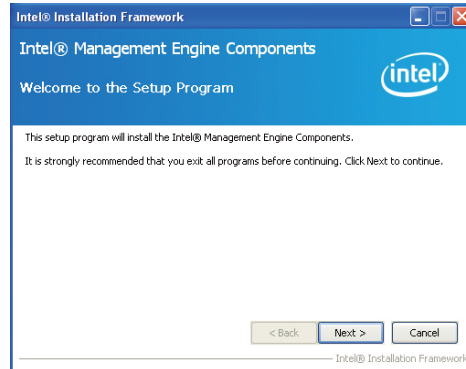 Intel® Installation Framework
Intel® Management Engine Components
Welcome to the Setup Program
intel
This setup program will install the Intel® Management Engine Components.
It is strongly recommended that you exit all programs before continuing. Click Next to continue.
< Back Next > Cancel
Intel® Installation Framework